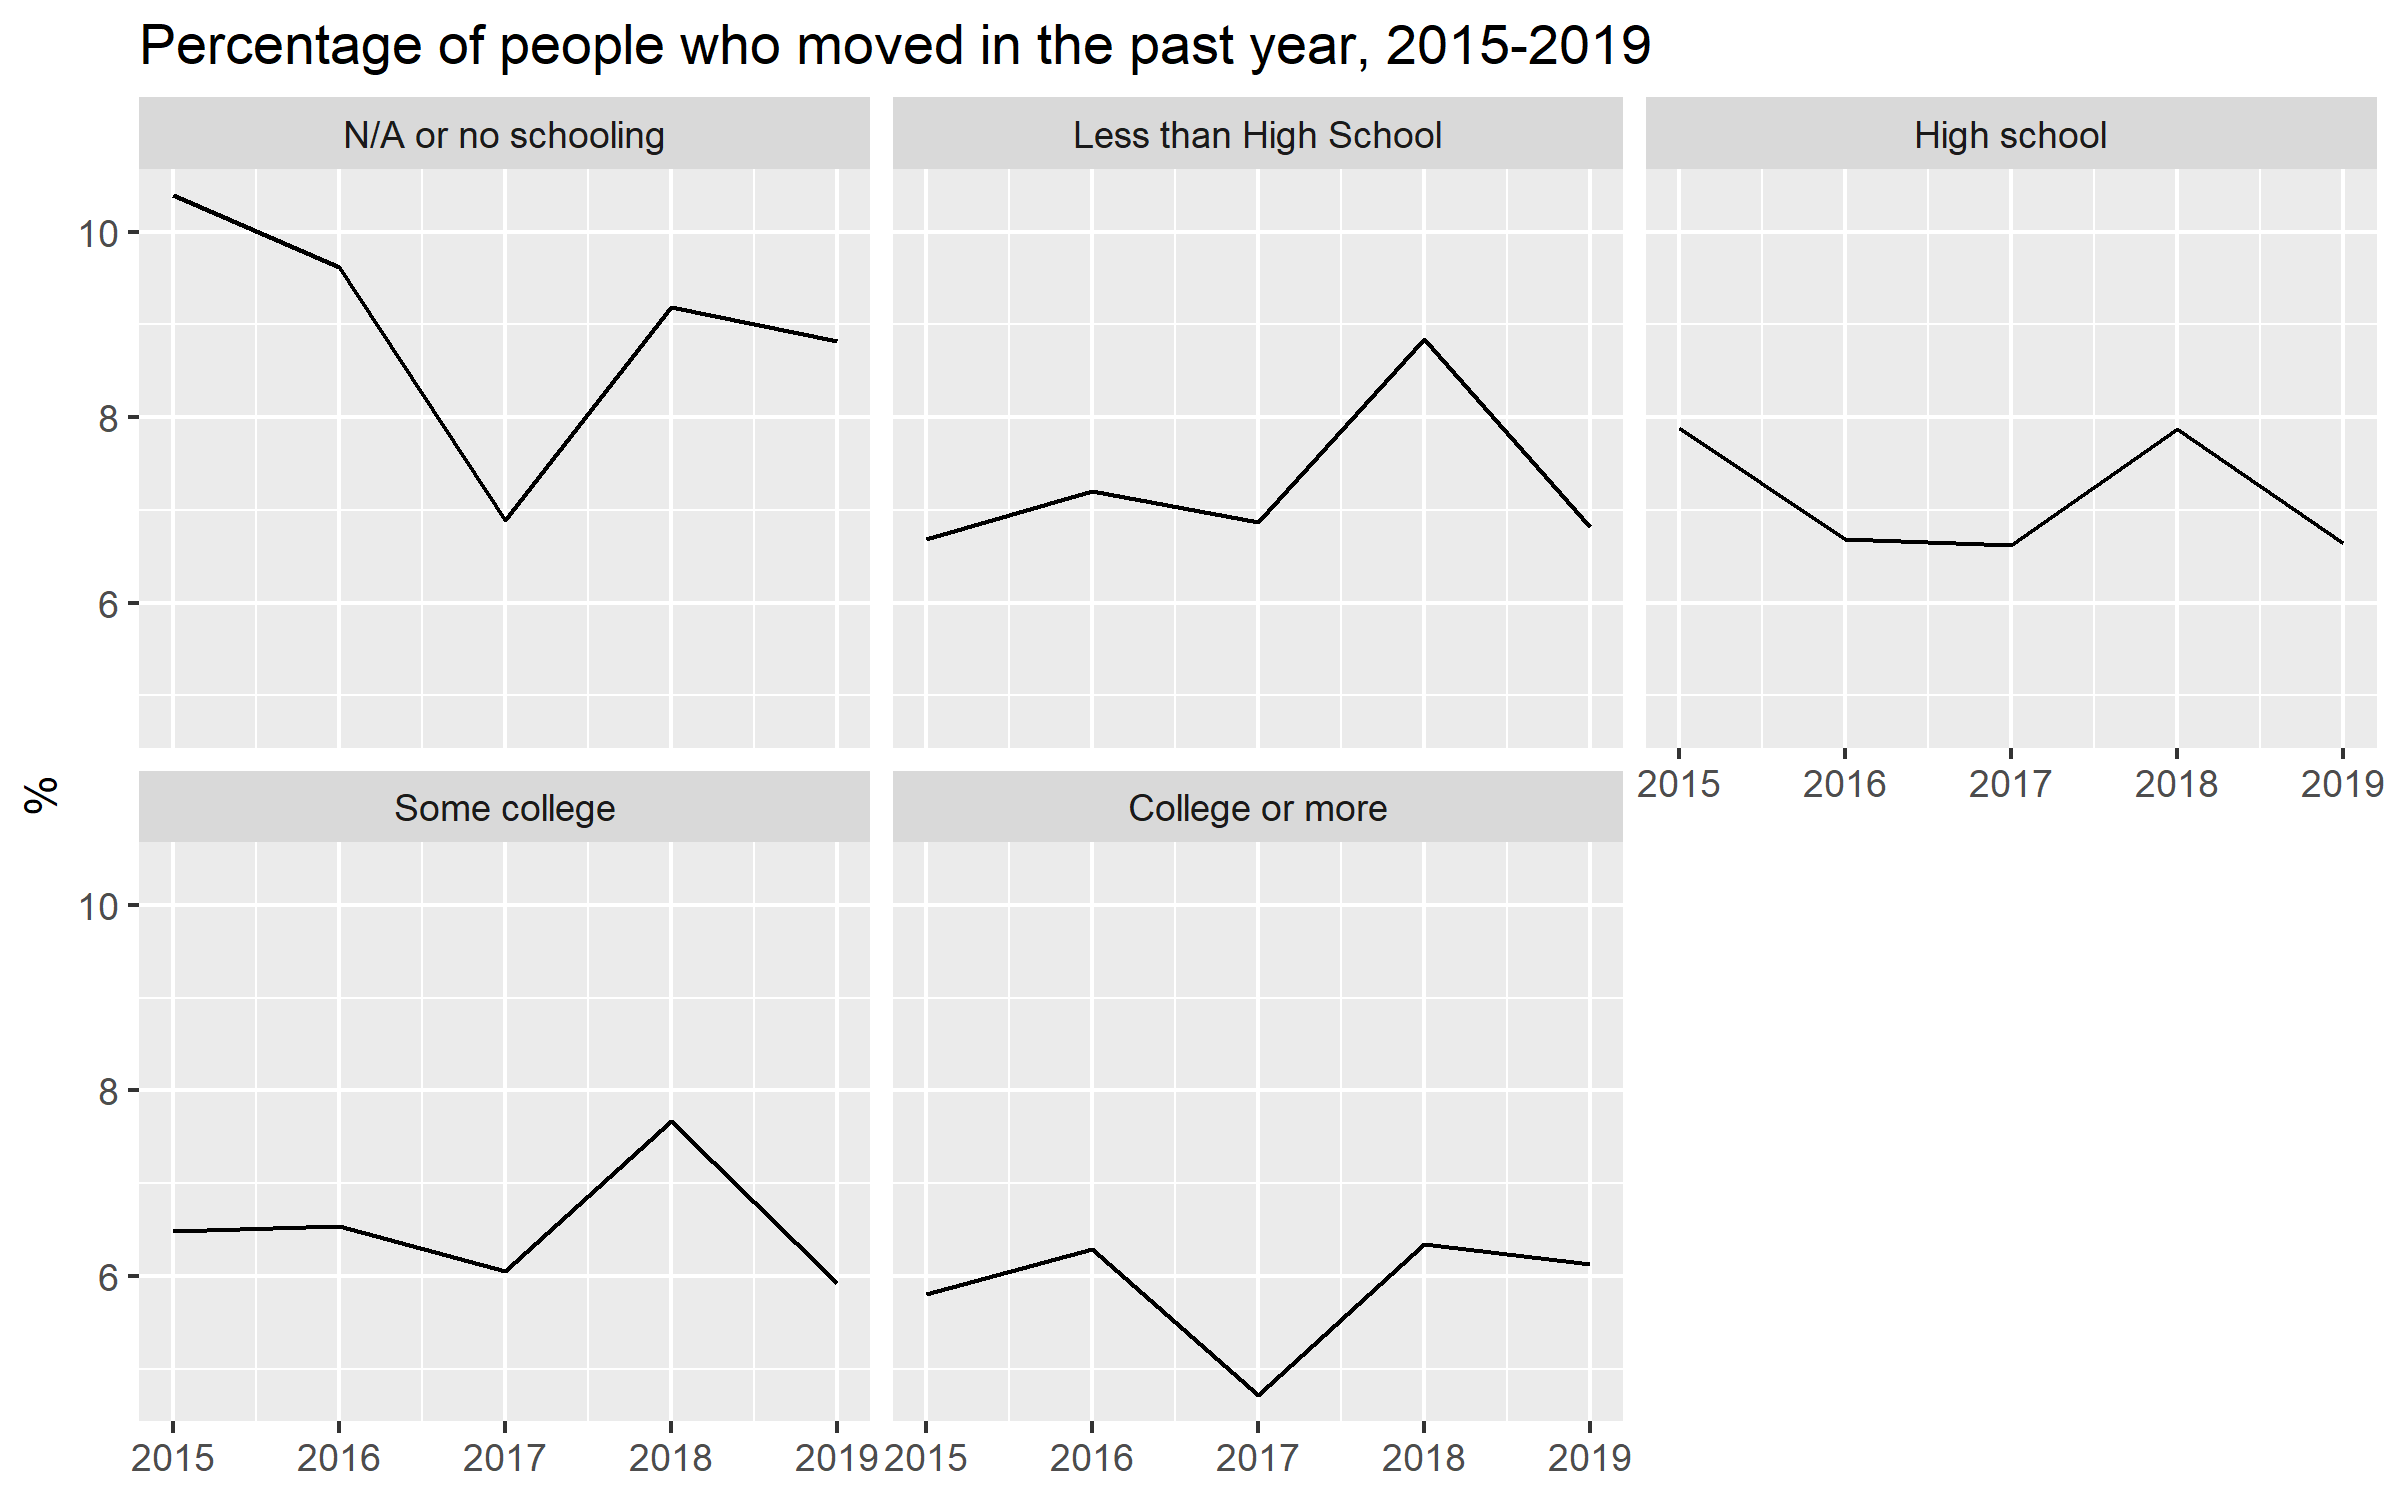 Percentage of people who moved in the past year, 2015-2019
N/A or no schooling
Less than High School
High school
10
8
6
2015 2016 2017 2018 2019
%
Some college
College or more
10
8
6
2015 2016 2017 2018 2019
2015 2016 2017 2018 2019